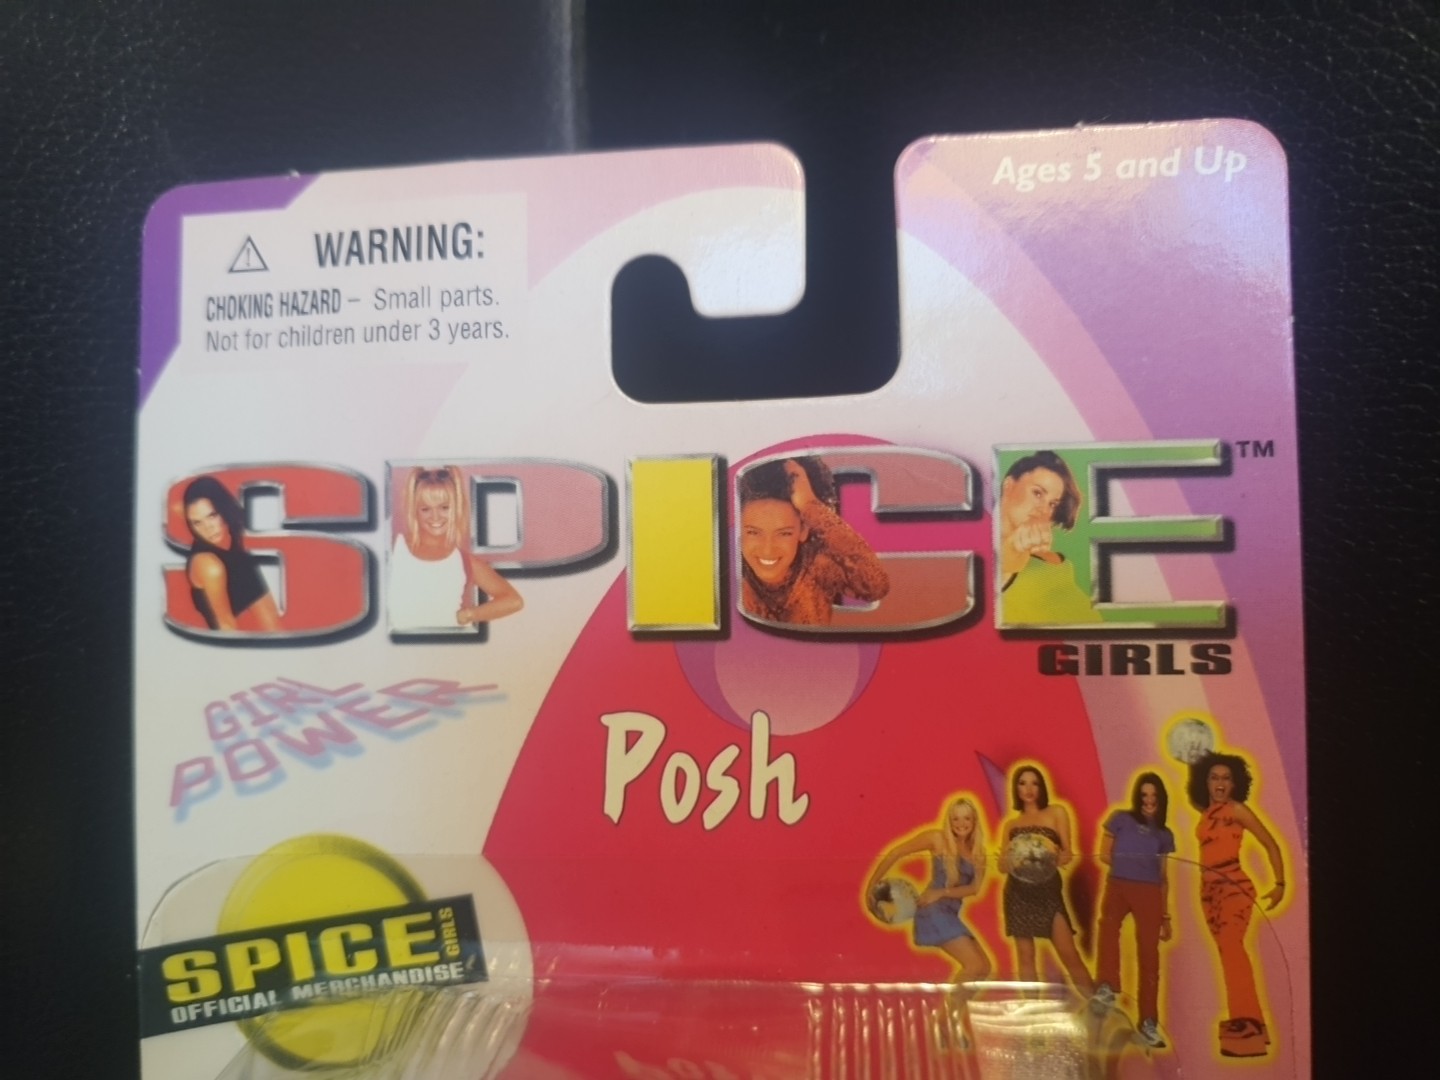 Ages 5 and Up
WARNING:
CHOKING HAZARD – Small parts.
Not for children under 3 years.
SPICE™
GIRLS
GIRL
POWER
Posh
SPICE GIRLS
OFFICIAL MERCHANDISE